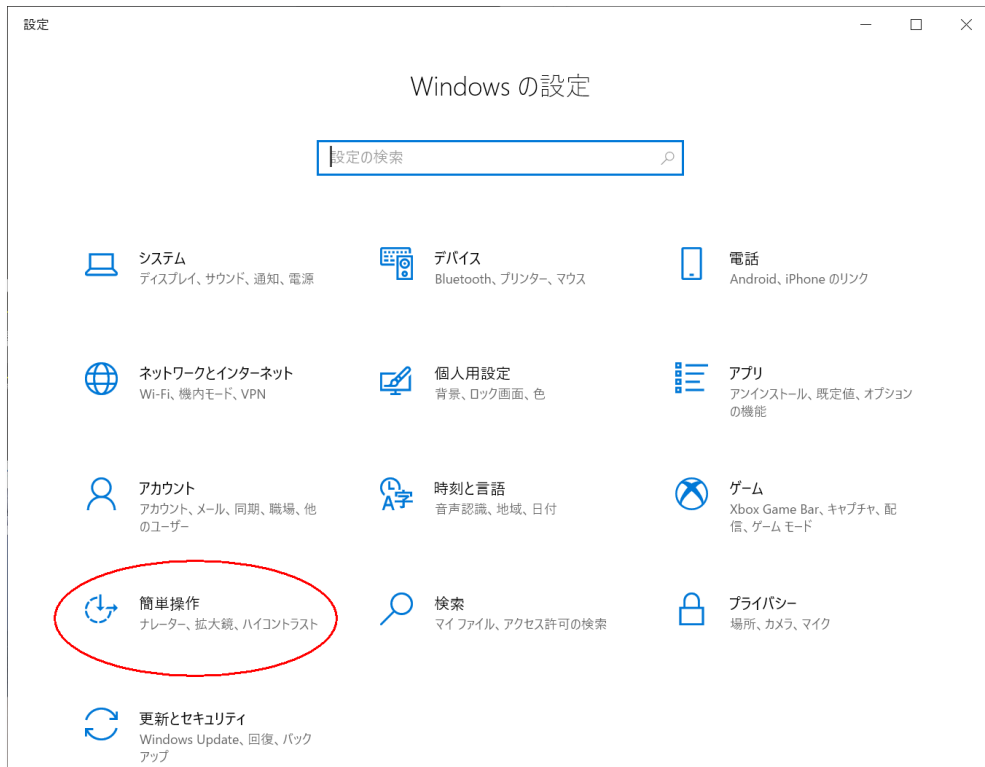 設定
Windows の設定
設定の検索
システム
ディスプレイ、サウンド、通知、電源
デバイス
Bluetooth、プリンター、マウス
電話
Android、iPhone のリンク
ネットワークとインターネット
Wi-Fi、機内モード、VPN
個人用設定
背景、ロック画面、色
アプリ
アンインストール、既定値、オプション
の機能
アカウント
アカウント、メール、同期、職場、他
のユーザー
時刻と言語
音声認識、地域、日付
ゲーム
Xbox Game Bar、キャプチャ、配
信、ゲーム モード
簡単操作
ナレーター、拡大鏡、ハイコントラスト
検索
マイ ファイル、アクセス許可の検索
プライバシー
場所、カメラ、マイク
更新とセキュリティ
Windows Update、回復、バック
アップ